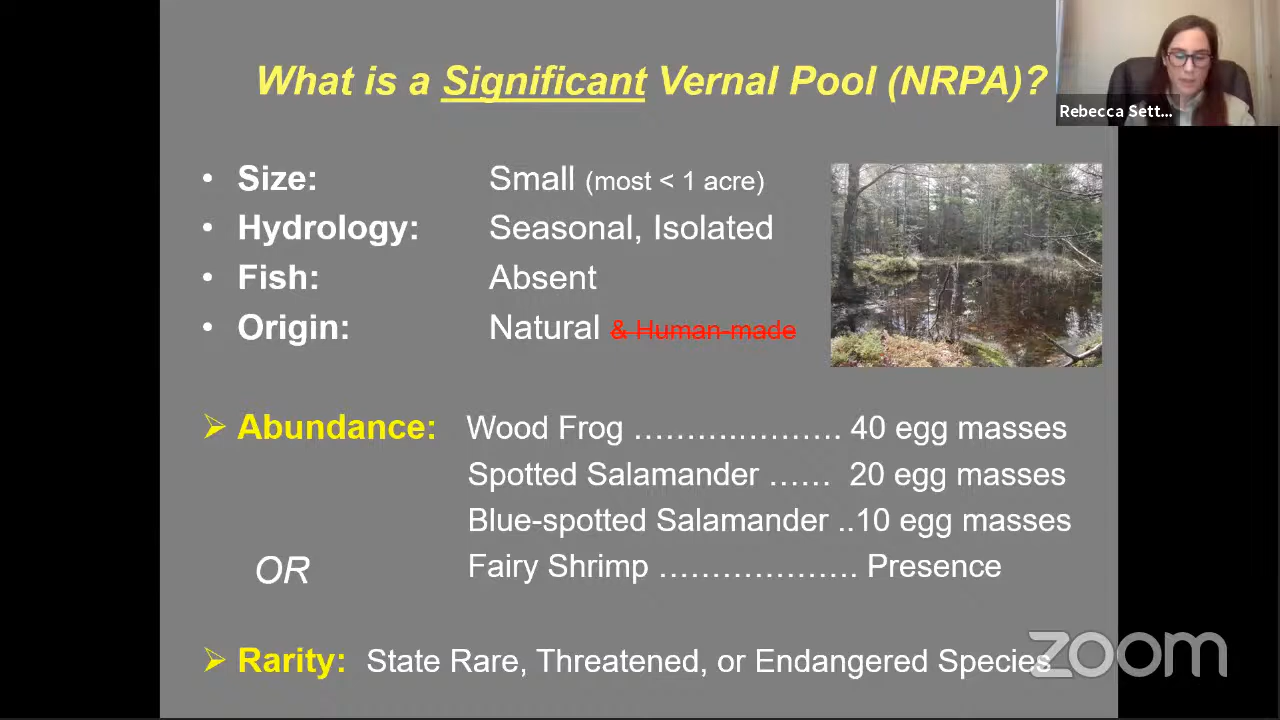 What is a Significant Vernal Pool (NRPA)?
Rebecca Sett...
• Size: Small (most < 1 acre)
• Hydrology: Seasonal, Isolated
• Fish: Absent
• Origin: Natural & Human-made
➢ Abundance: Wood Frog ........................ 40 egg masses
Spotted Salamander ...... 20 egg masses
Blue-spotted Salamander ..10 egg masses
OR Fairy Shrimp ...................... Presence
➢ Rarity: State Rare, Threatened, or Endangered Species
zoom